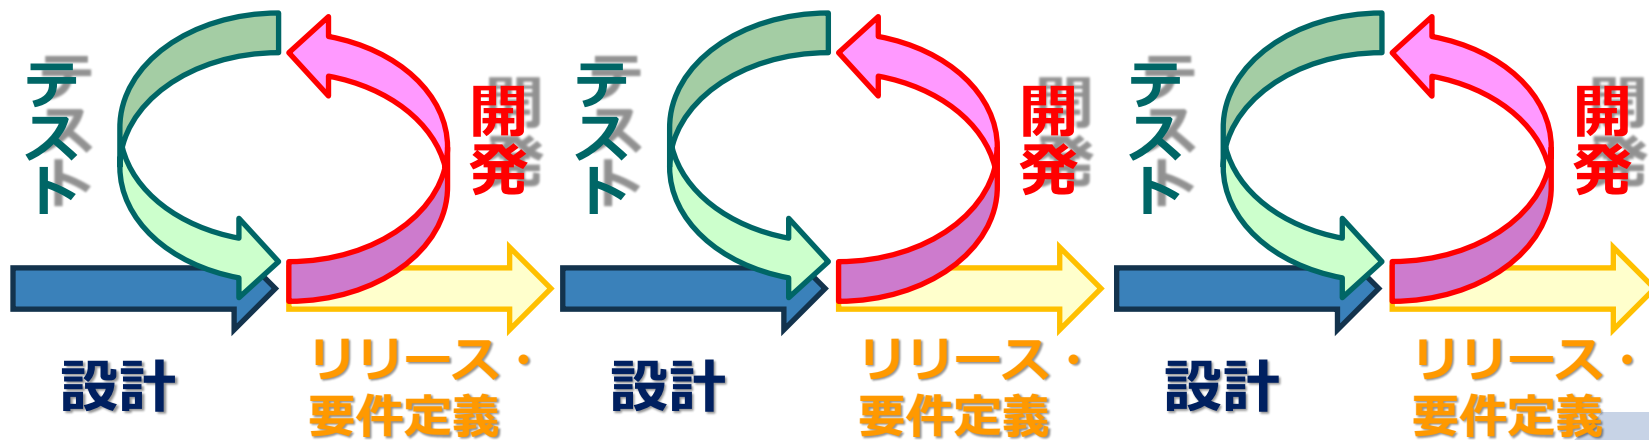 テスト
開発
設計
リリース・
要件定義
テスト
開発
設計
リリース・
要件定義
テスト
開発
設計
リリース・
要件定義